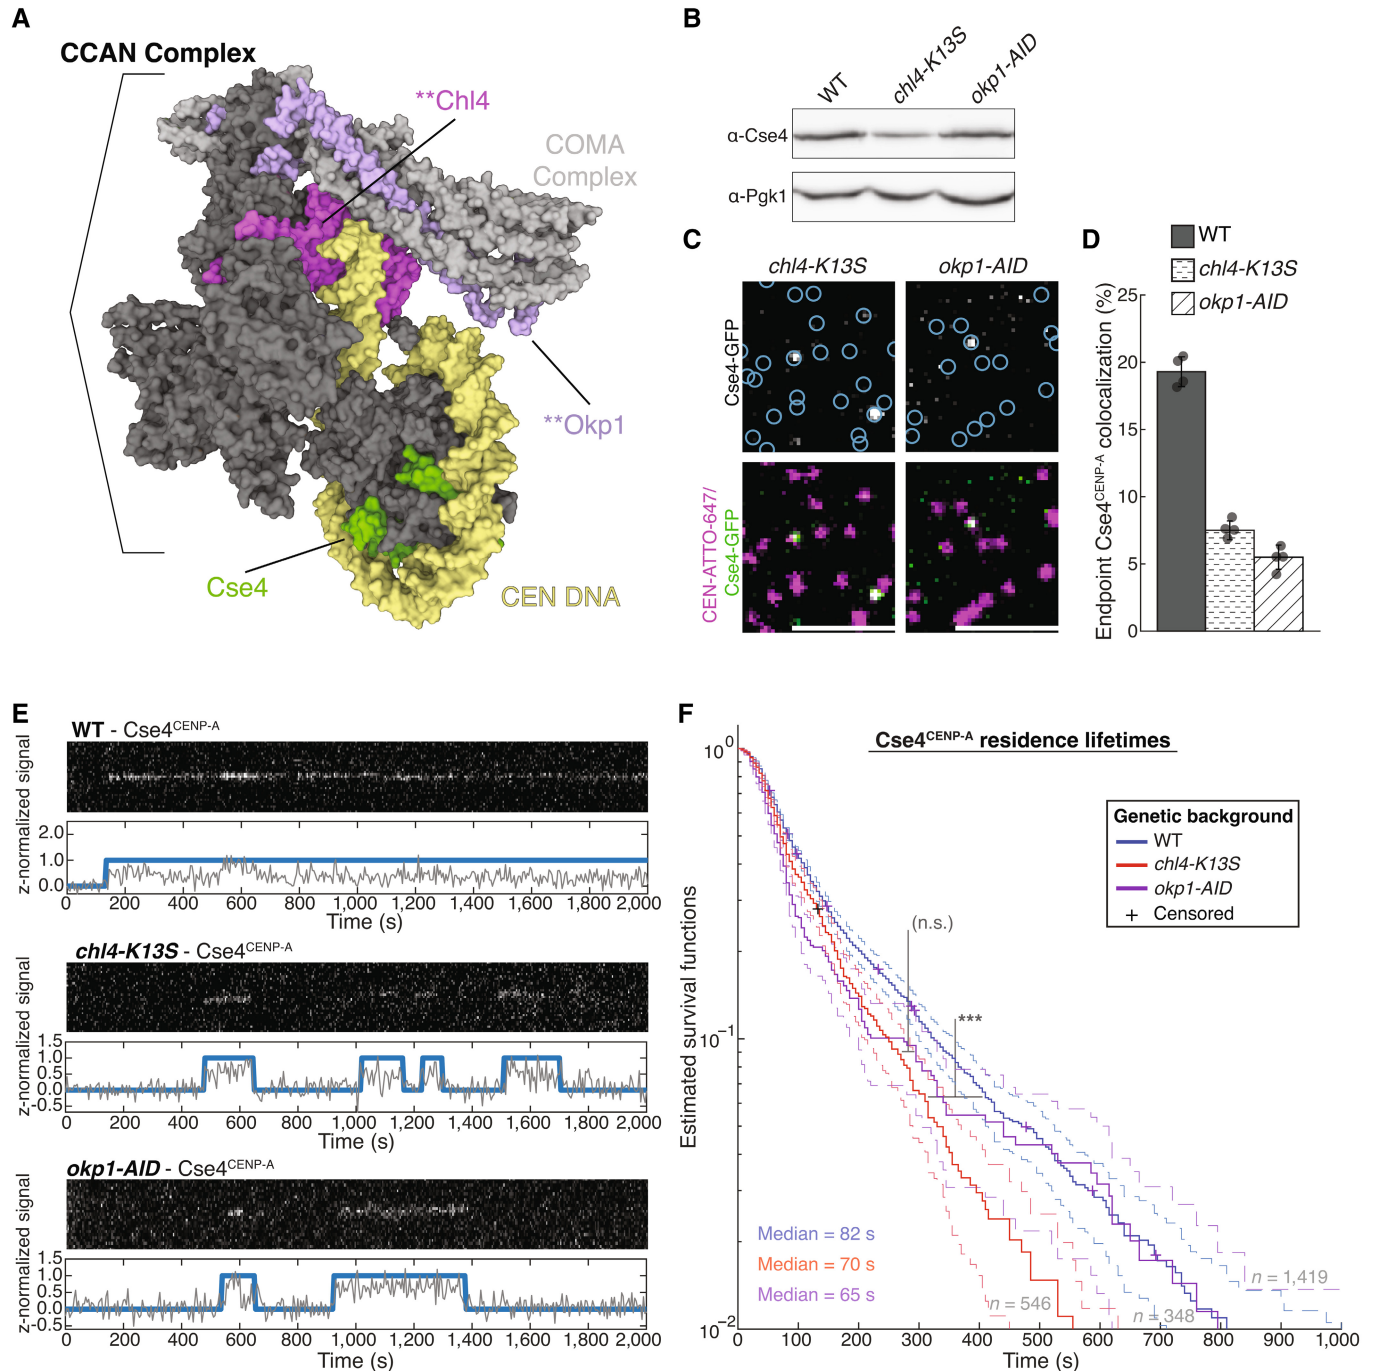 A
CCAN Complex
**Chl4
COMA
Complex
**Okp1
Cse4
CEN DNA
B
WT
chl4-K13S
okp1-AID
α-Cse4
α-Pgk1
C
chl4-K13S
okp1-AID
Cse4-GFP
CEN-ATTO-647/
Cse4-GFP
D
WT
chl4-K13S
okp1-AID
Endpoint Cse4CENP-A colocalization (%)
25
20
15
10
5
0
E
WT - Cse4CENP-A
z-normalized signal
2.0
1.0
0.0
0 200 400 600 800 1,000 1,200 1,400 1,600 1,800 2,000
Time (s)
chl4-K13S - Cse4CENP-A
z-normalized signal
1.5
1.0
0.5
0.0
-0.5
0 200 400 600 800 1,000 1,200 1,400 1,600 1,800 2,000
Time (s)
okp1-AID - Cse4CENP-A
z-normalized signal
1.5
1.0
0.5
0.0
-0.5
0 200 400 600 800 1,000 1,200 1,400 1,600 1,800 2,000
Time (s)
F
Cse4CENP-A residence lifetimes
Genetic background
WT
chl4-K13S
okp1-AID
+ Censored
Estimated survival functions
10^0
10^-1
10^-2
(n.s.)
***
Median = 82 s
Median = 70 s
Median = 65 s
n = 1,419
n = 546
n = 348
0 100 200 300 400 500 600 700 800 900 1,000
Time (s)